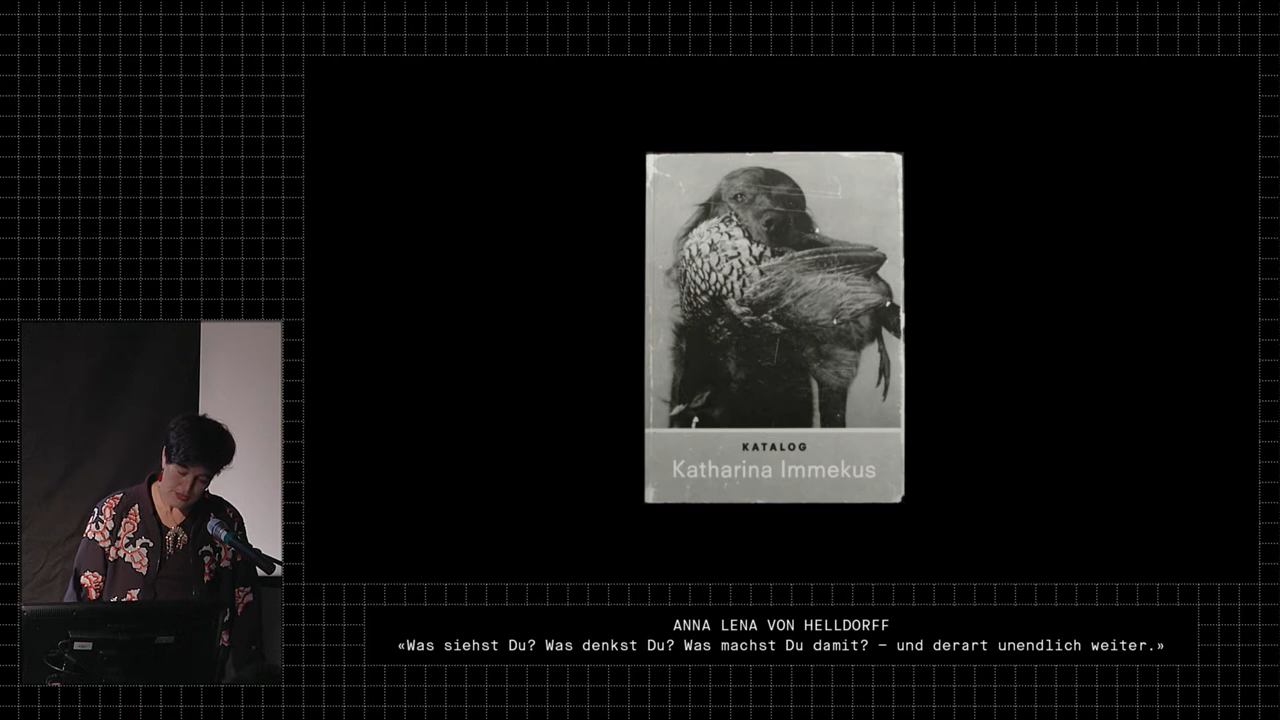 KATALOG
Katharina Immekus
ANNA LENA VON HELLDORFF
«Was siehst Du? Was denkst Du? Was machst Du damit? – und derart unendlich weiter.»